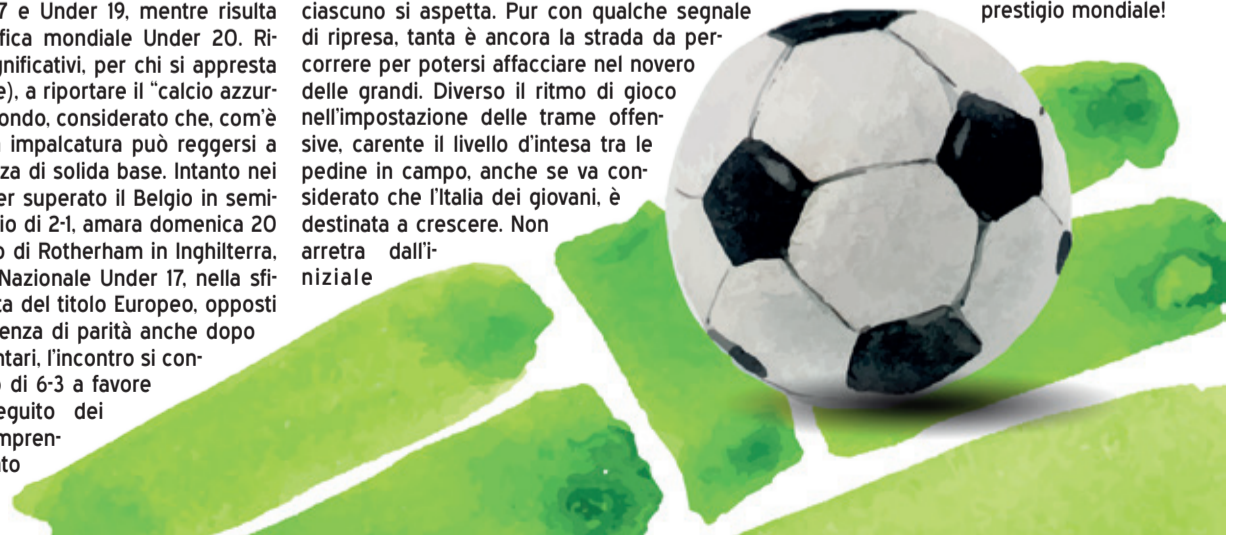 7 e Under 19, mentre risulta
fica mondiale Under 20. Ri-
gnificativi, per chi si appresta
e), a riportare il “calcio azzur-
ondo, considerato che, com’è
impalcatura può reggersi a
za di solida base. Intanto nei
er superato il Belgio in semi-
io di 2-1, amara domenica 20
o di Rotherham in Inghilterra,
Nazionale Under 17, nella sfi-
ta del titolo Europeo, opposti
enza di parità anche dopo
ntari, l’incontro si con-
o di 6-3 a favore
eguito dei
mpren-
ato
ciascuno si aspetta. Pur con qualche segnale
di ripresa, tanta è ancora la strada da per-
correre per potersi affacciare nel novero
delle grandi. Diverso il ritmo di gioco
nell’impostazione delle trame offen-
sive, carente il livello d’intesa tra le
pedine in campo, anche se va con-
siderato che l’Italia dei giovani, è
destinata a crescere. Non
arretra dall’i-
niziale
prestigio mondiale!